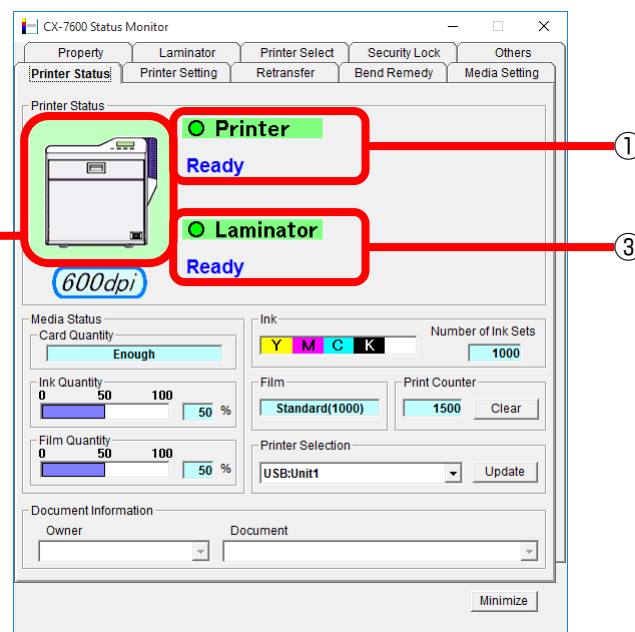 CX-7600 Status Monitor
Property Laminator Printer Select Security Lock Others
Printer Status Printer Setting Retransfer Bend Remedy Media Setting
Printer Status
Printer
①
Ready
Laminator
③
Ready
600dpi
Media Status
Card Quantity
Enough
Ink Quantity
0 50 100
50 %
Film Quantity
0 50 100
50 %
Ink
Y M C K
Number of Ink Sets
1000
Film
Standard(1000)
Print Counter
1500 Clear
Printer Selection
USB:Unit1 Update
Document Information
Owner Document
Minimize